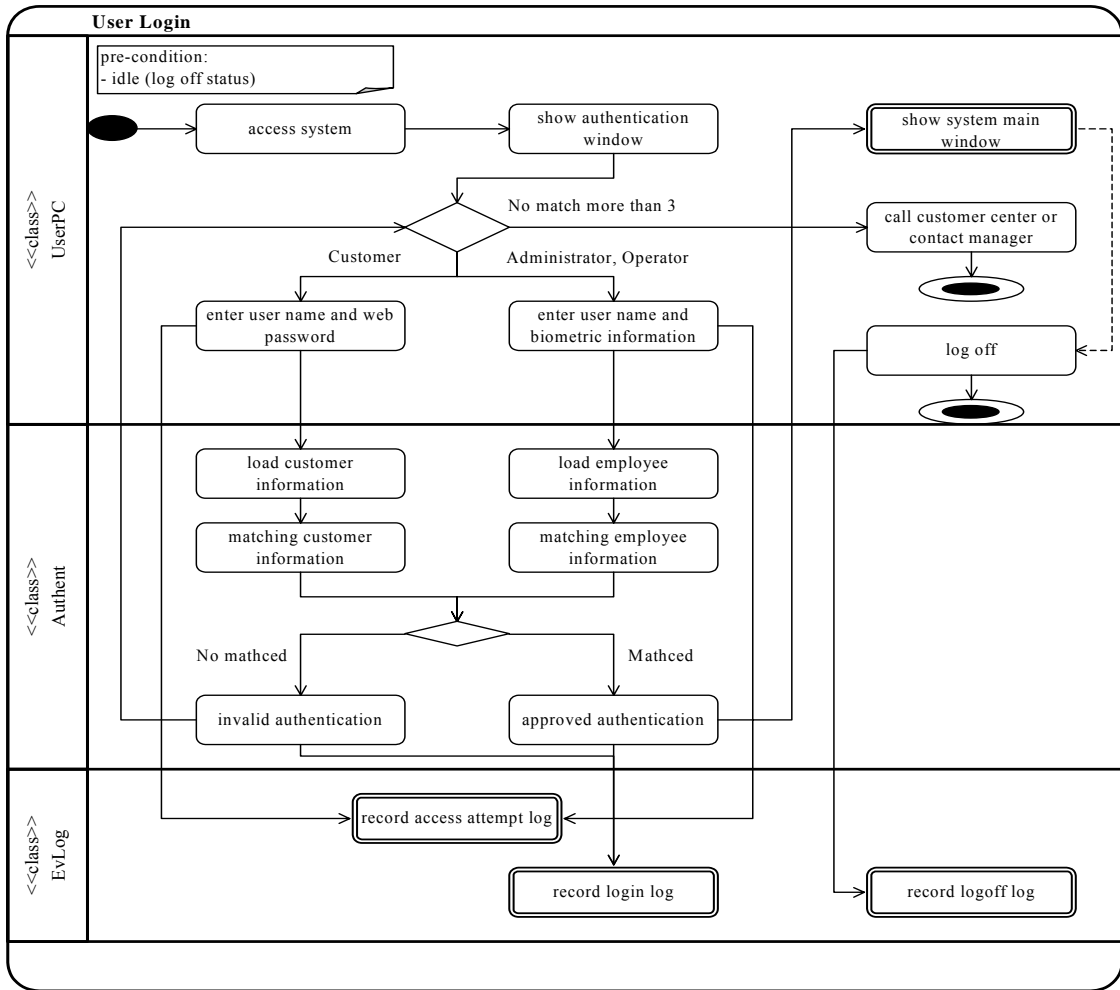 User Login
pre-condition:
- idle (log off status)
<<class>>
UserPC
access system
show authentication
window
show system main
window
No match more than 3
call customer center or
contact manager
Customer
Administrator, Operator
enter user name and web
password
enter user name and
biometric information
log off
<<class>>
Authent
load customer
information
load employee
information
matching customer
information
matching employee
information
No mathced
Mathced
invalid authentication
approved authentication
<<class>>
EvLog
record access attempt log
record login log
record logoff log